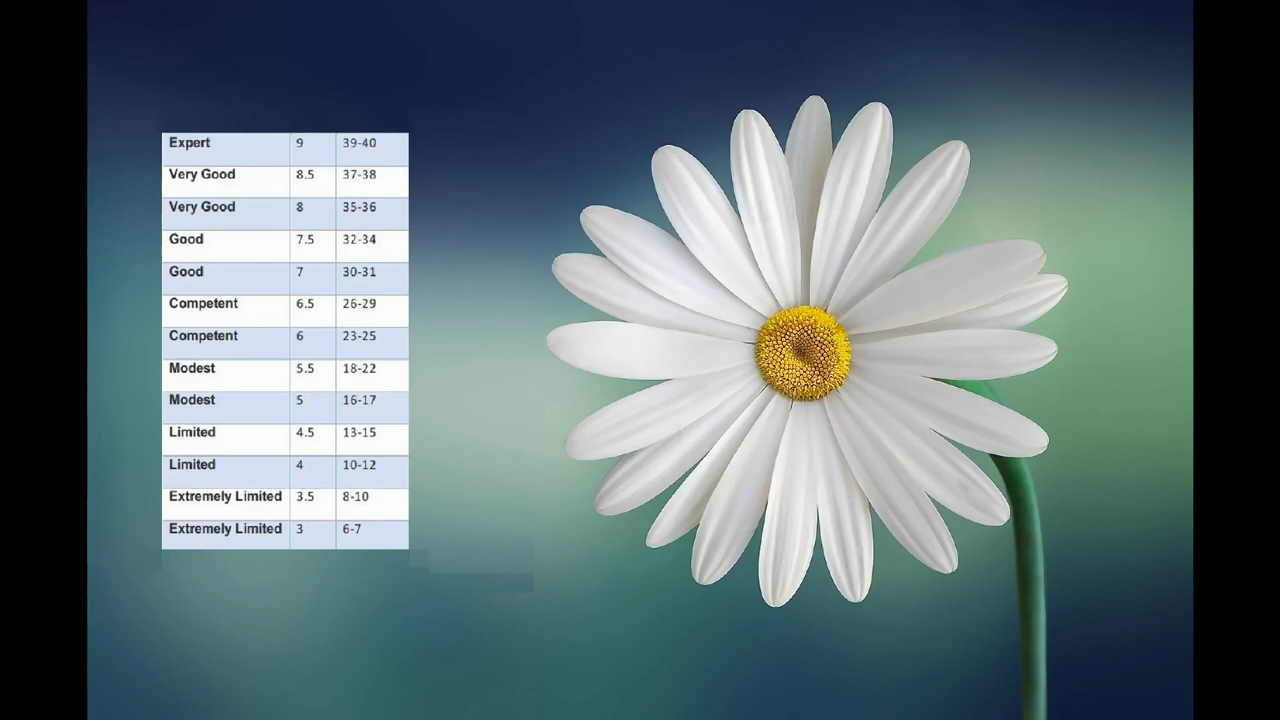 Expert 9 39-40
Very Good 8.5 37-38
Very Good 8 35-36
Good 7.5 32-34
Good 7 30-31
Competent 6.5 26-29
Competent 6 23-25
Modest 5.5 18-22
Modest 5 16-17
Limited 4.5 13-15
Limited 4 10-12
Extremely Limited 3.5 8-10
Extremely Limited 3 6-7